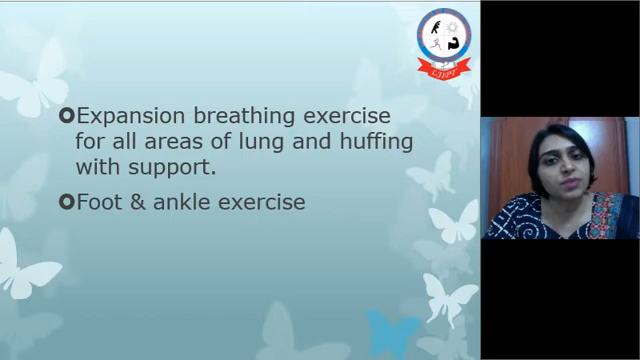 Expansion breathing exercise
for all areas of lung and huffing
with support.
Foot & ankle exercise